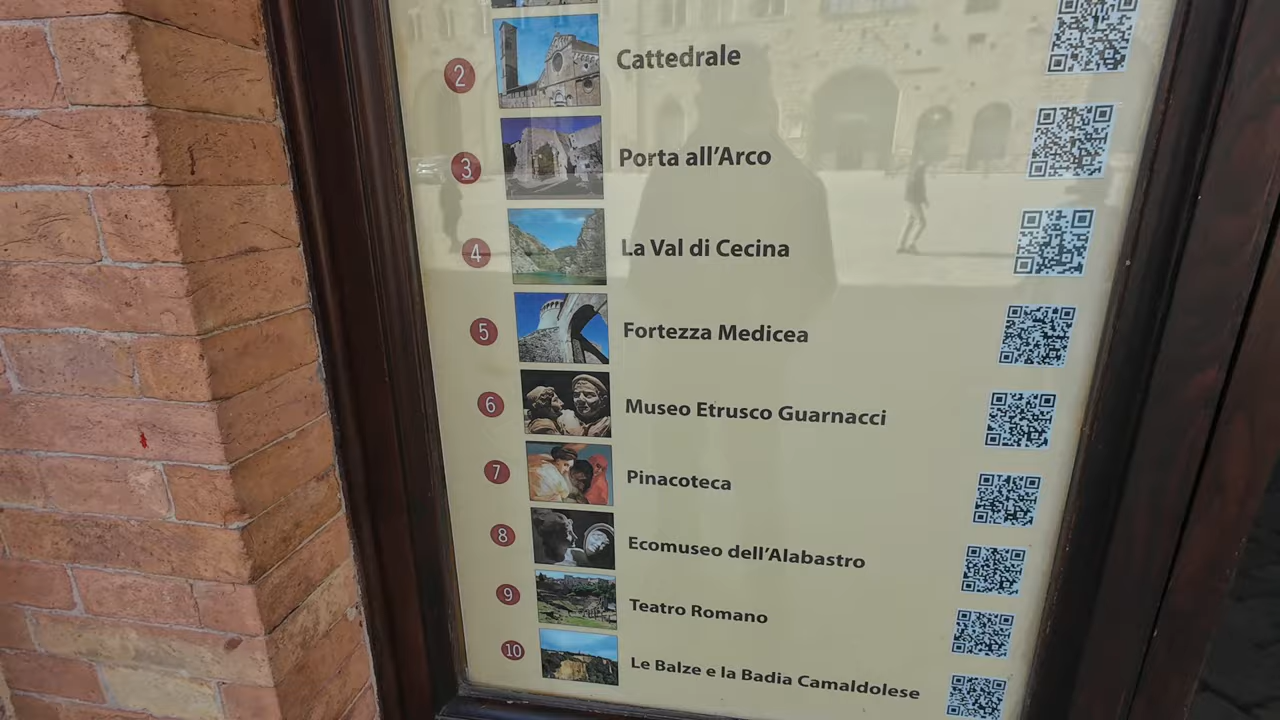 2 Cattedrale
3 Porta all'Arco
4 La Val di Cecina
5 Fortezza Medicea
6 Museo Etrusco Guarnacci
7 Pinacoteca
8 Ecomuseo dell'Alabastro
9 Teatro Romano
10 Le Balze e la Badia Camaldolese